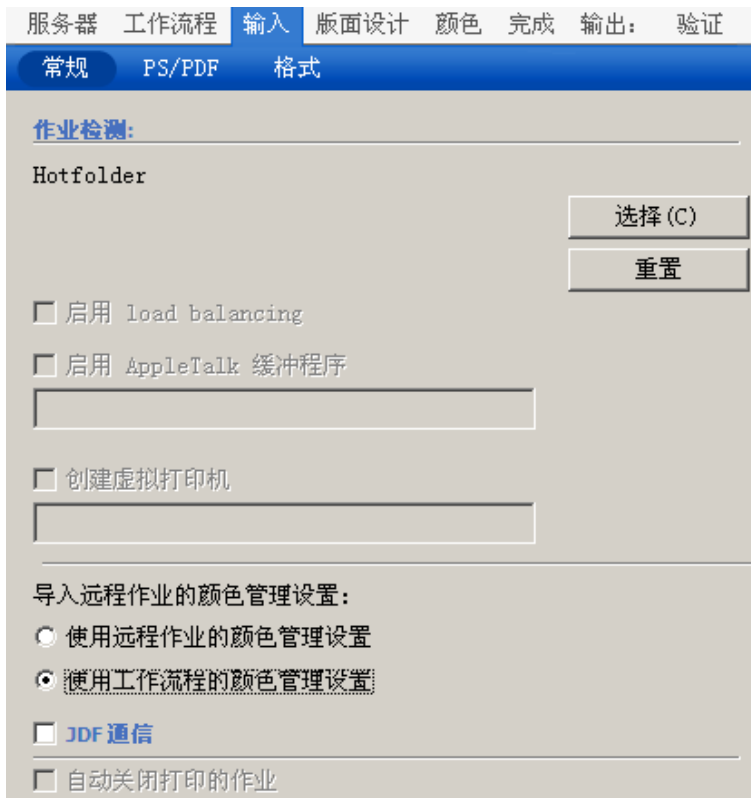 服务器 工作流程 输入 版面设计 颜色 完成 输出： 验证
常规 PS/PDF 格式
作业检测:
Hotfolder
选择(C)
重置
启用 load balancing
启用 AppleTalk 缓冲程序
创建虚拟打印机
导入远程作业的颜色管理设置：
使用远程作业的颜色管理设置
使用工作流程的颜色管理设置
JDF通信
自动关闭打印的作业